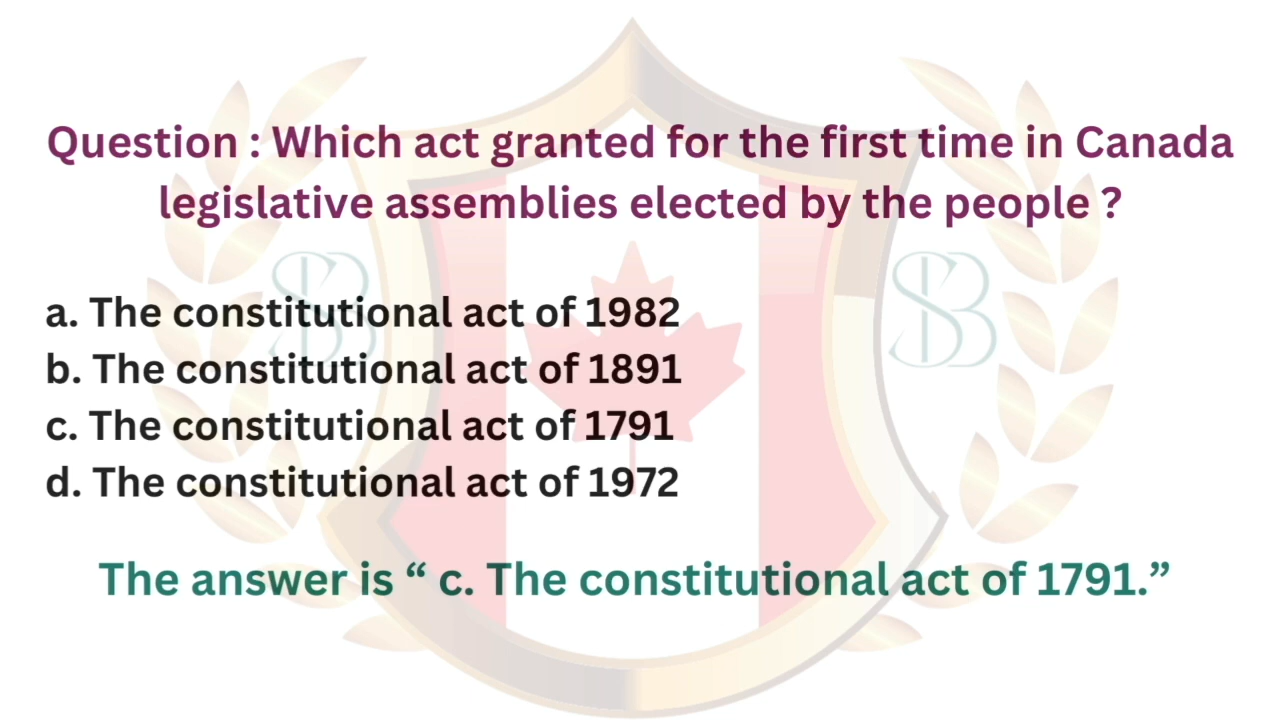 Question : Which act granted for the first time in Canada
legislative assemblies elected by the people ?
a. The constitutional act of 1982
b. The constitutional act of 1891
c. The constitutional act of 1791
d. The constitutional act of 1972
The answer is “ c. The constitutional act of 1791.”
SB
SB